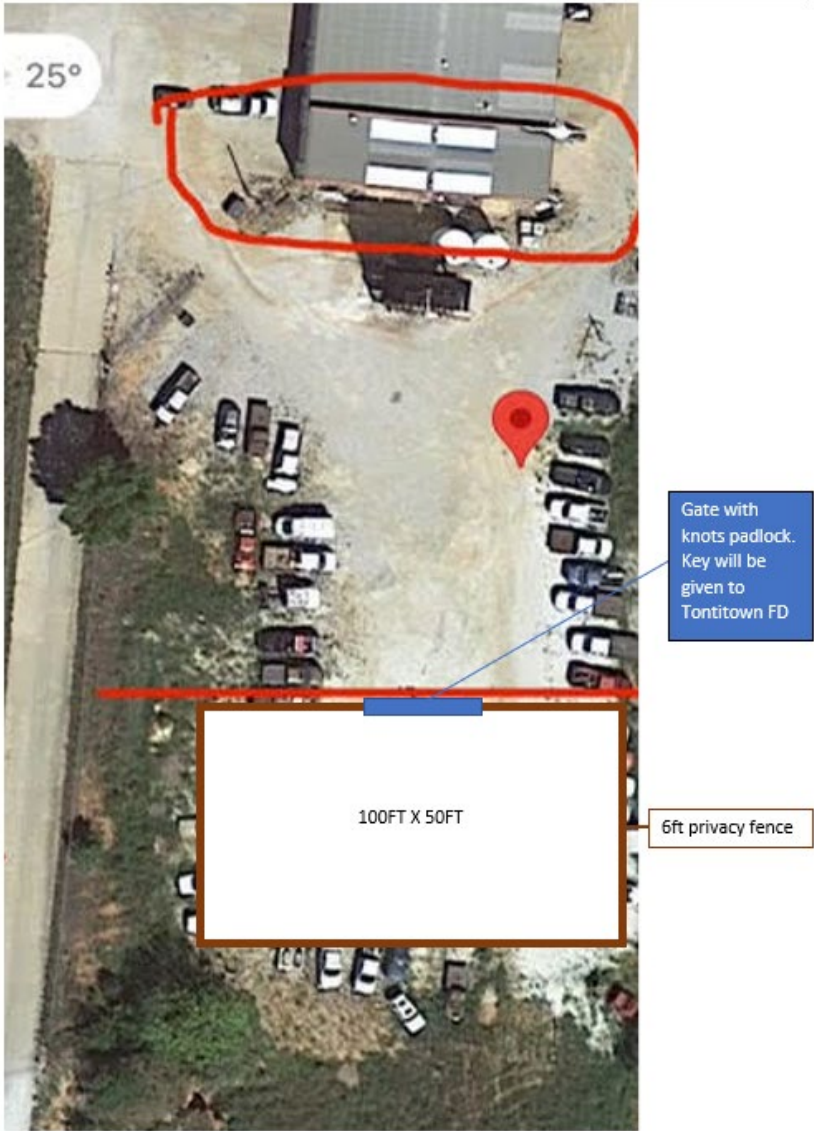 25°
Gate with
knots padlock.
Key will be
given to
Tontitown FD
100FT X 50FT
6ft privacy fence